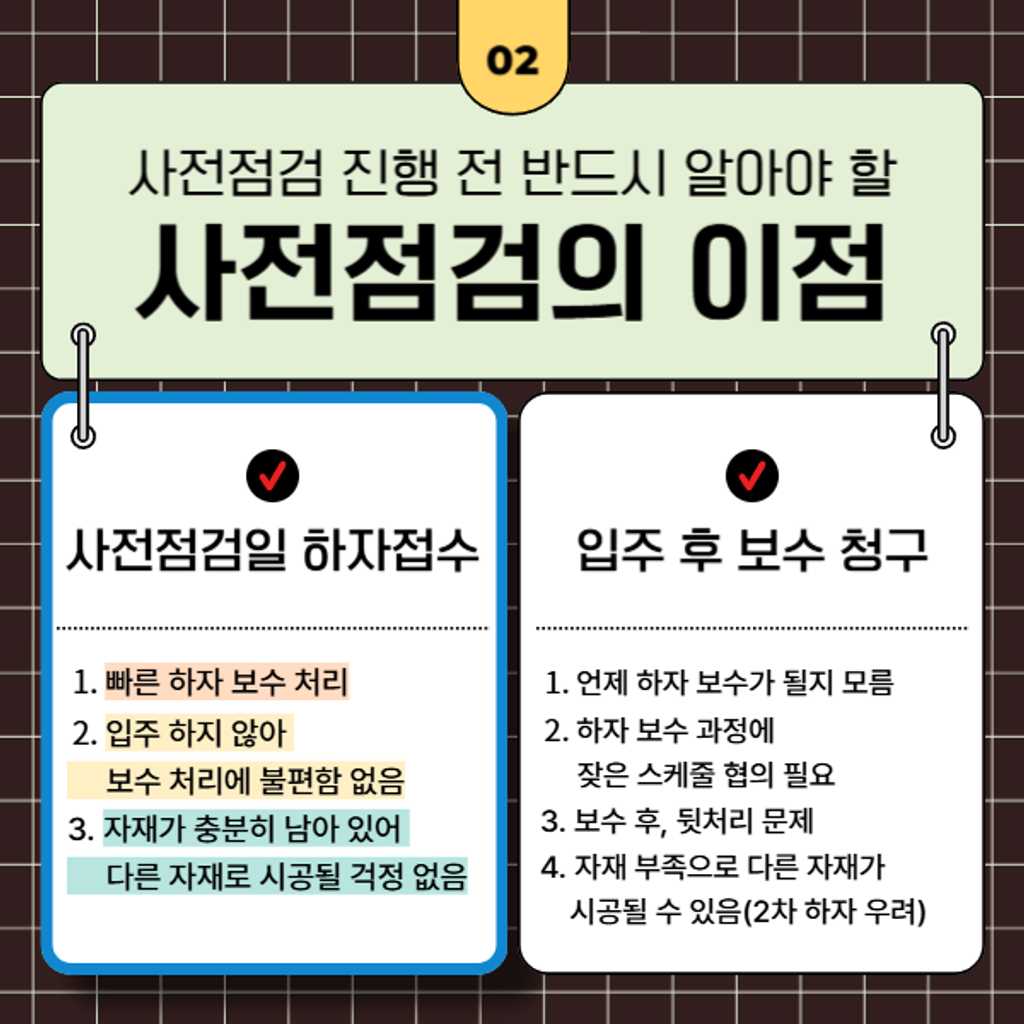 02
사전점검 진행 전 반드시 알아야 할
사전점검의 이점
사전점검일 하자접수
1. 빠른 하자 보수 처리
2. 입주 하지 않아
보수 처리에 불편함 없음
3. 자재가 충분히 남아 있어
다른 자재로 시공될 걱정 없음
입주 후 보수 청구
1. 언제 하자 보수가 될지 모름
2. 하자 보수 과정에
잦은 스케줄 협의 필요
3. 보수 후, 뒷처리 문제
4. 자재 부족으로 다른 자재가
시공될 수 있음(2차 하자 우려)